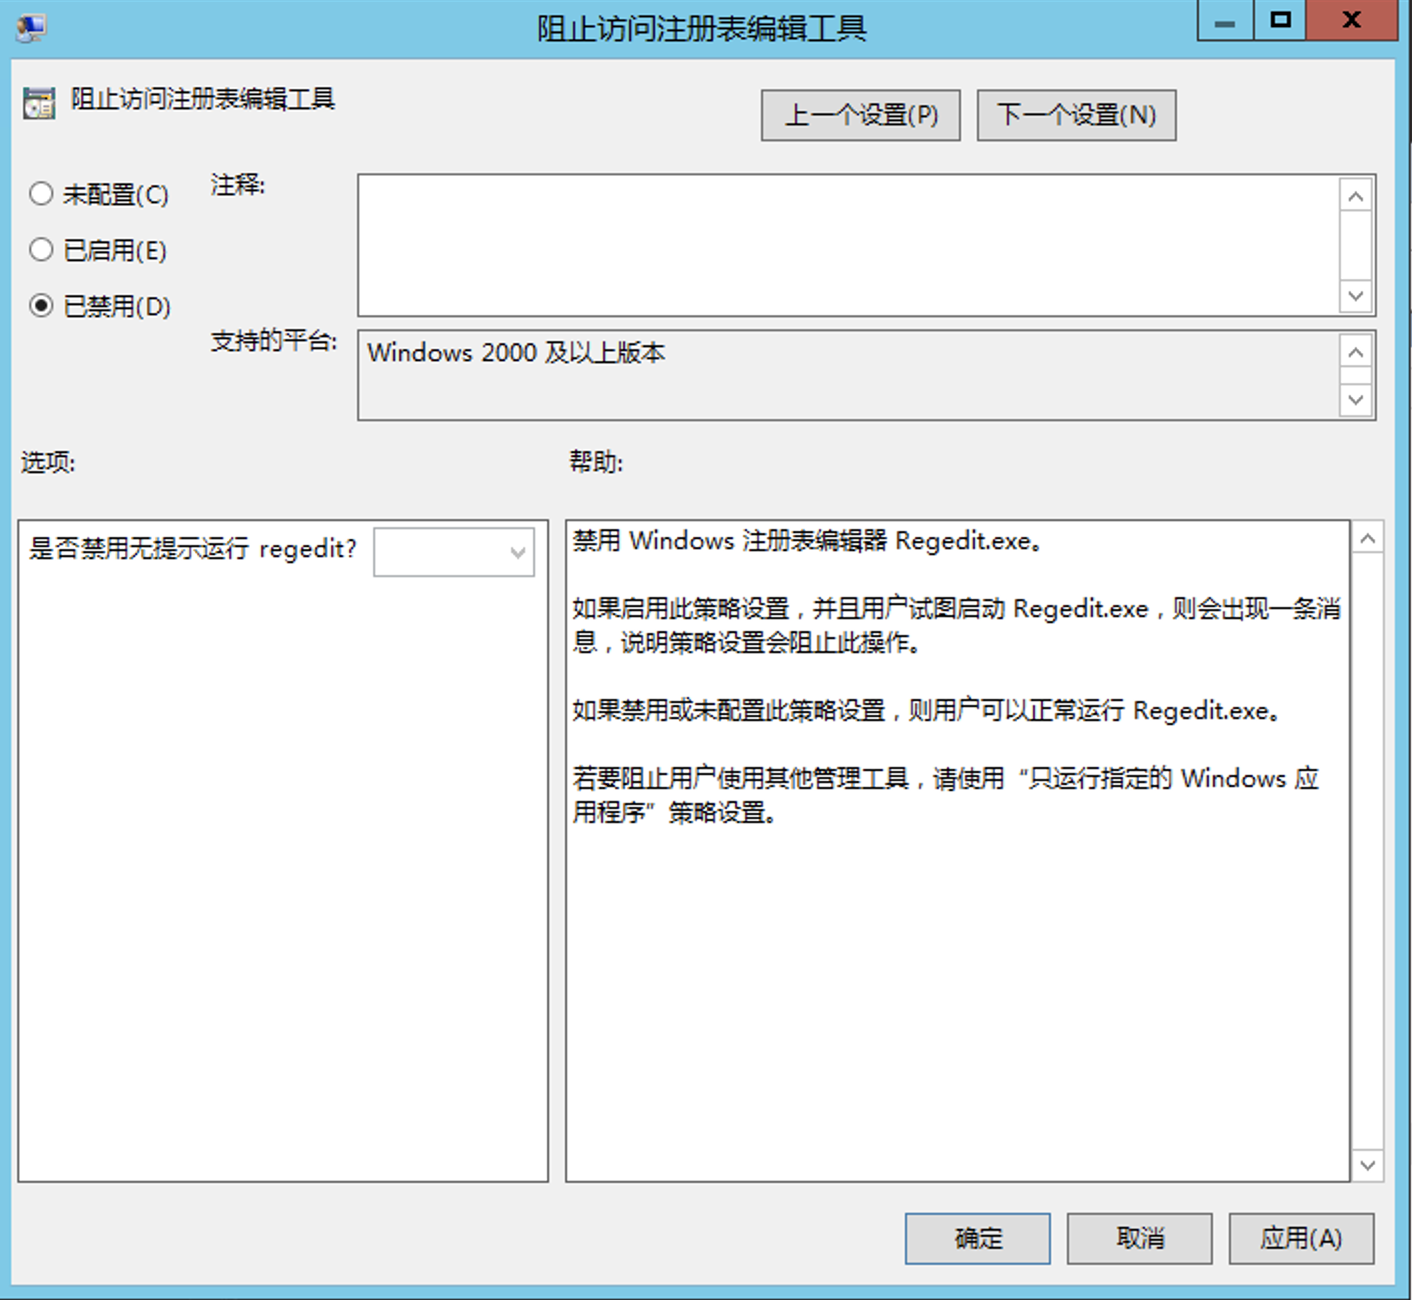 阻止访问注册表编辑工具
阻止访问注册表编辑工具
上一个设置(P)
下一个设置(N)
未配置(C)
注释:
已启用(E)
已禁用(D)
支持的平台:
Windows 2000 及以上版本
选项:
帮助:
是否禁用无提示运行 regedit?
禁用 Windows 注册表编辑器 Regedit.exe。
如果启用此策略设置，并且用户试图启动 Regedit.exe，则会出现一条消
息，说明策略设置会阻止此操作。
如果禁用或未配置此策略设置，则用户可以正常运行 Regedit.exe。
若要阻止用户使用其他管理工具，请使用“只运行指定的 Windows 应
用程序”策略设置。
确定
取消
应用(A)